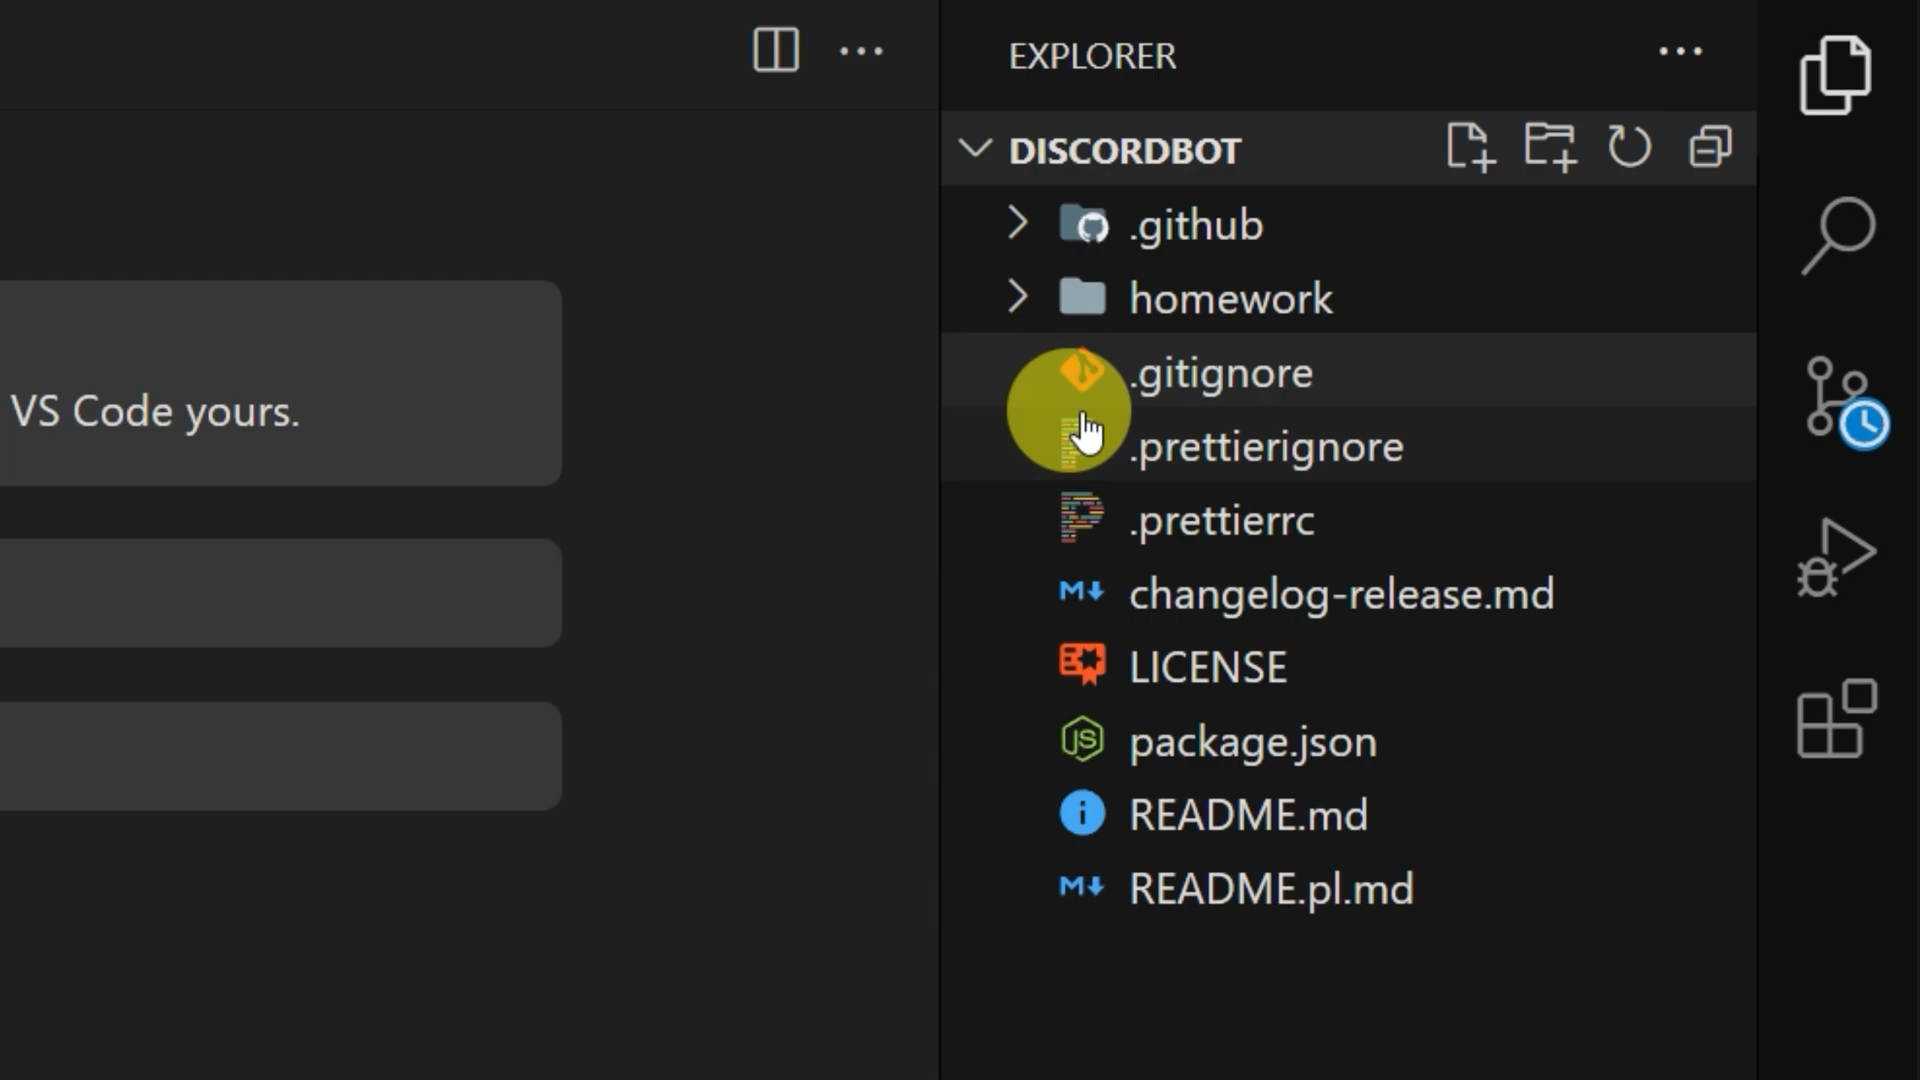 EXPLORER
DISCORDBOT
.github
homework
.gitignore
VS Code yours.
.prettierignore
.prettierrc
changelog-release.md
LICENSE
package.json
README.md
README.pl.md